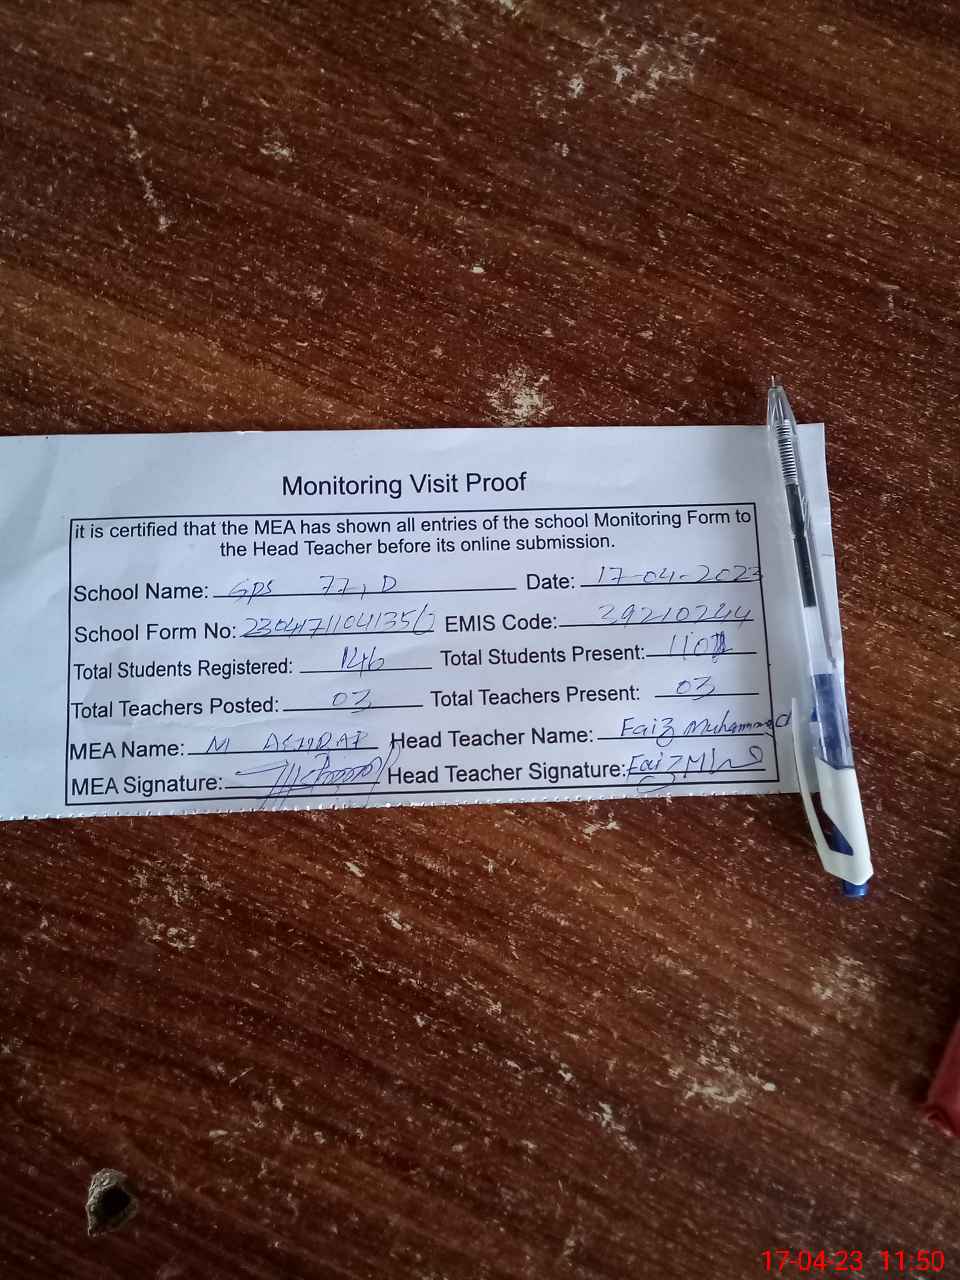 Monitoring Visit Proof
it is certified that the MEA has shown all entries of the school Monitoring Form to
the Head Teacher before its online submission.
School Name: GPS 77, D Date: 17-04-2023
School Form No: EMIS Code: 39210244
Total Students Registered: 146 Total Students Present:
Total Teachers Posted: 03 Total Teachers Present: 03
MEA Name: M Head Teacher Name: Faiz Muhammad
MEA Signature: Head Teacher Signature: Faiz M
17-04-23 11:50